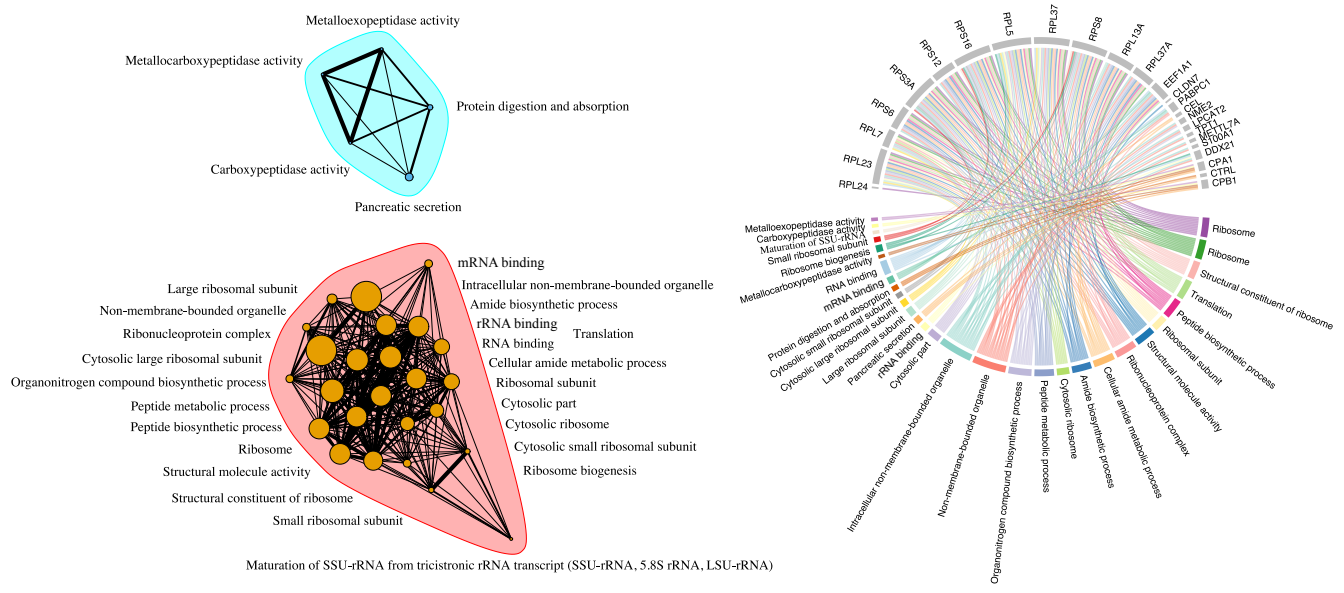 Metalloexopeptidase activity
Metallocarboxypeptidase activity
Protein digestion and absorption
Carboxypeptidase activity
Pancreatic secretion
mRNA binding
Large ribosomal subunit
Intracellular non-membrane-bounded organelle
Non-membrane-bounded organelle
Amide biosynthetic process
Ribonucleoprotein complex
rRNA binding
Translation
RNA binding
Cytosolic large ribosomal subunit
Cellular amide metabolic process
Organonitrogen compound biosynthetic process
Ribosomal subunit
Peptide metabolic process
Cytosolic part
Peptide biosynthetic process
Cytosolic ribosome
Ribosome
Cytosolic small ribosomal subunit
Structural molecule activity
Ribosome biogenesis
Structural constituent of ribosome
Small ribosomal subunit
Maturation of SSU-rRNA from tricistronic rRNA transcript (SSU-rRNA, 5.8S rRNA, LSU-rRNA)
RPL24
RPL23
RPL7
RPS6
RPS3A
RPS12
RPS16
RPL5
RPL37
RPS8
RPL13A
RPL37A
EEF1A1
CLDN7
PABPC1
CEL
NME2
LPCAT2
TPT1
METTL7A
S100A1
DDX21
CPA1
CTRL
CPB1
Ribosome
Ribosome
Structural constituent of ribosome
Translation
Peptide biosynthetic process
Ribosomal subunit
Structural molecule activity
Ribonucleoprotein complex
Cellular amide metabolic process
Amide biosynthetic process
Cytosolic ribosome
Peptide metabolic process
Organonitrogen compound biosynthetic process
Non-membrane-bounded organelle
Intracellular non-membrane-bounded organelle
Cytosolic part
rRNA binding
Pancreatic secretion
Large ribosomal subunit
Cytosolic large ribosomal subunit
Cytosolic small ribosomal subunit
Protein digestion and absorption
mRNA binding
RNA binding
Metallocarboxypeptidase activity
Ribosome biogenesis
Small ribosomal subunit
Maturation of SSU-rRNA
Carboxypeptidase activity
Metalloexopeptidase activity